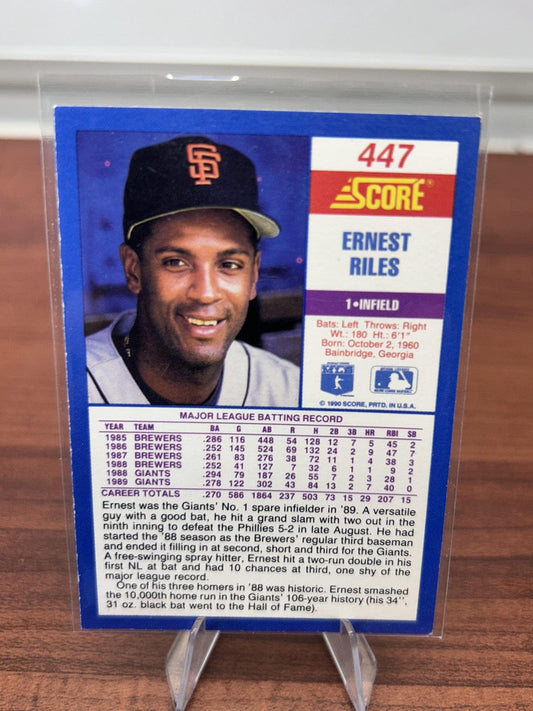 SF
447
SCORE®
ERNEST
RILES
1•INFIELD
Bats: Left Throws: Right
Wt.: 180 Ht.: 6'1"
Born: October 2, 1960
Bainbridge, Georgia
© 1990 SCORE, PRTD. IN U.S.A.
MAJOR LEAGUE BATTING RECORD
YEAR TEAM BA G AB R H 2B 3B HR RBI SB
1985 BREWERS .286 116 448 54 128 12 7 5 45 2
1986 BREWERS .252 145 524 69 132 24 2 9 47 7
1987 BREWERS .261 83 276 38 72 11 1 4 38 3
1988 BREWERS .252 41 127 7 32 6 1 1 9 2
1988 GIANTS .294 79 187 26 55 7 2 3 28 1
1989 GIANTS .278 122 302 43 84 13 2 7 40 0
CAREER TOTALS .270 586 1864 237 503 73 15 29 207 15
Ernest was the Giants' No. 1 spare infielder in '89. A versatile
guy with a good bat, he hit a grand slam with two out in the
ninth inning to defeat the Phillies 5-2 in late August. He had
started the '88 season as the Brewers' regular third baseman
and ended it filling in at second, short and third for the Giants.
A free-swinging spray hitter, Ernest hit a two-run double in his
first NL at bat and had 10 chances at third, one shy of the
major league record.
One of his three homers in '88 was historic. Ernest smashed
the 10,000th home run in the Giants' 106-year history (his 34",
31 oz. black bat went to the Hall of Fame).